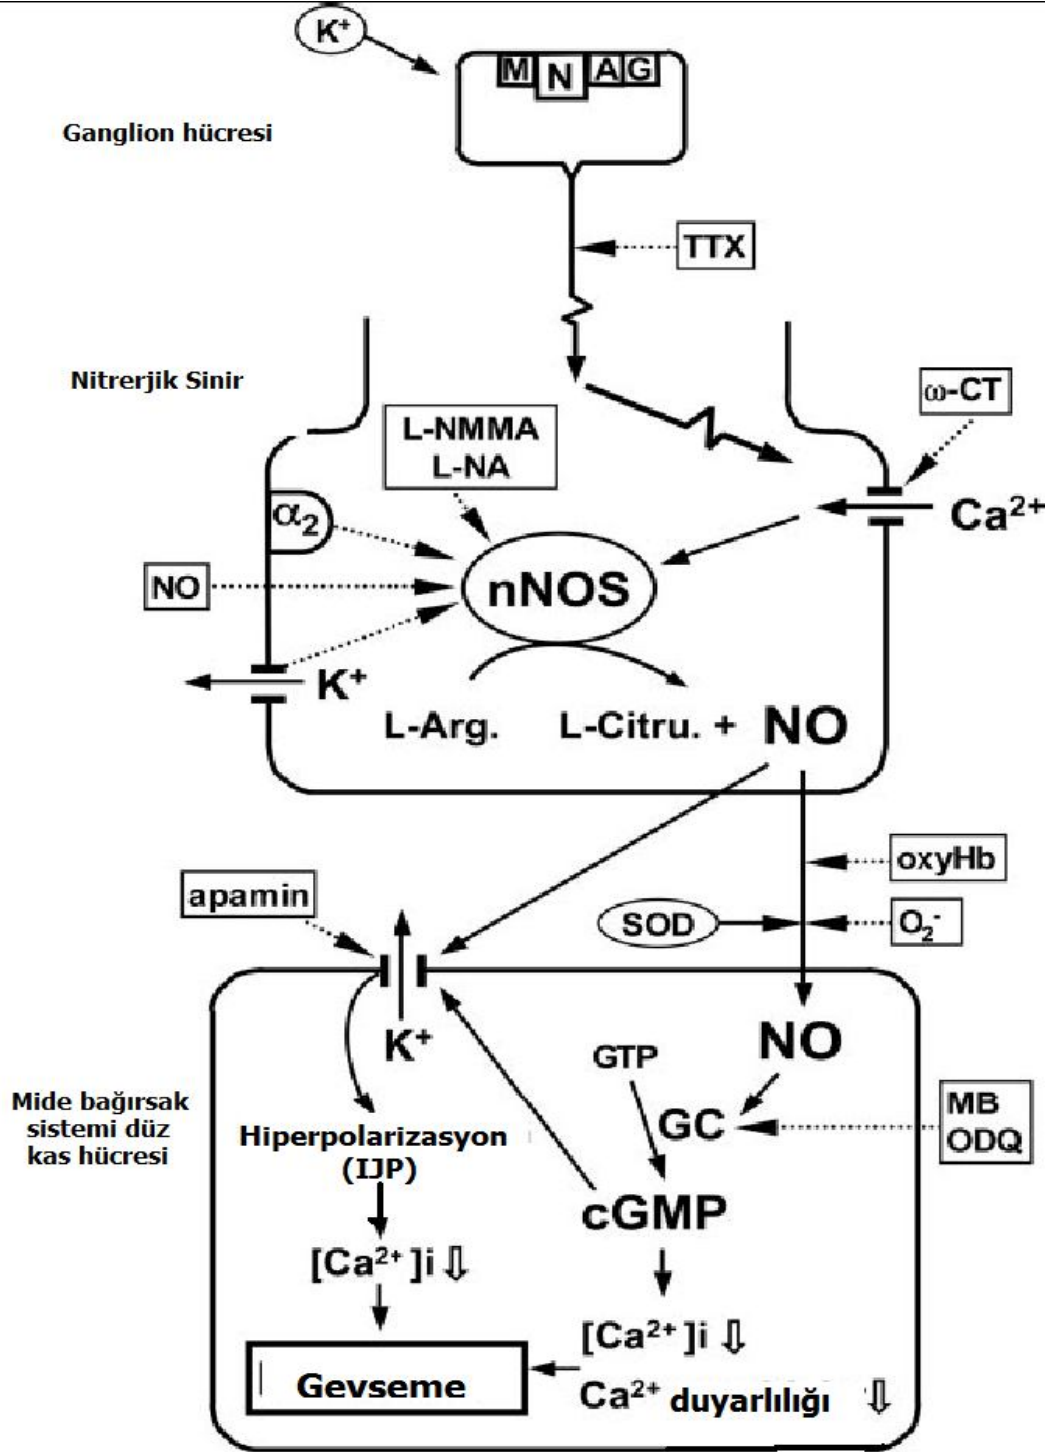 K⁺
M N A G
Ganglion hücresi
TTX
Nitrerjik Sinir
ω-CT
L-NMMA
L-NA
α₂
Ca²⁺
nNOS
NO
K⁺
L-Arg.
L-Citru. + NO
oxyHb
apamin
SOD
O₂⁻
K⁺
NO
GTP
Mide bağırsak
sistemi düz
kas hücresi
MB
ODQ
GC
Hiperpolarizasyon
(IJP)
cGMP
[Ca²⁺]i ⇩
[Ca²⁺]i ⇩
Gevseme
Ca²⁺ duyarlılığı ⇩